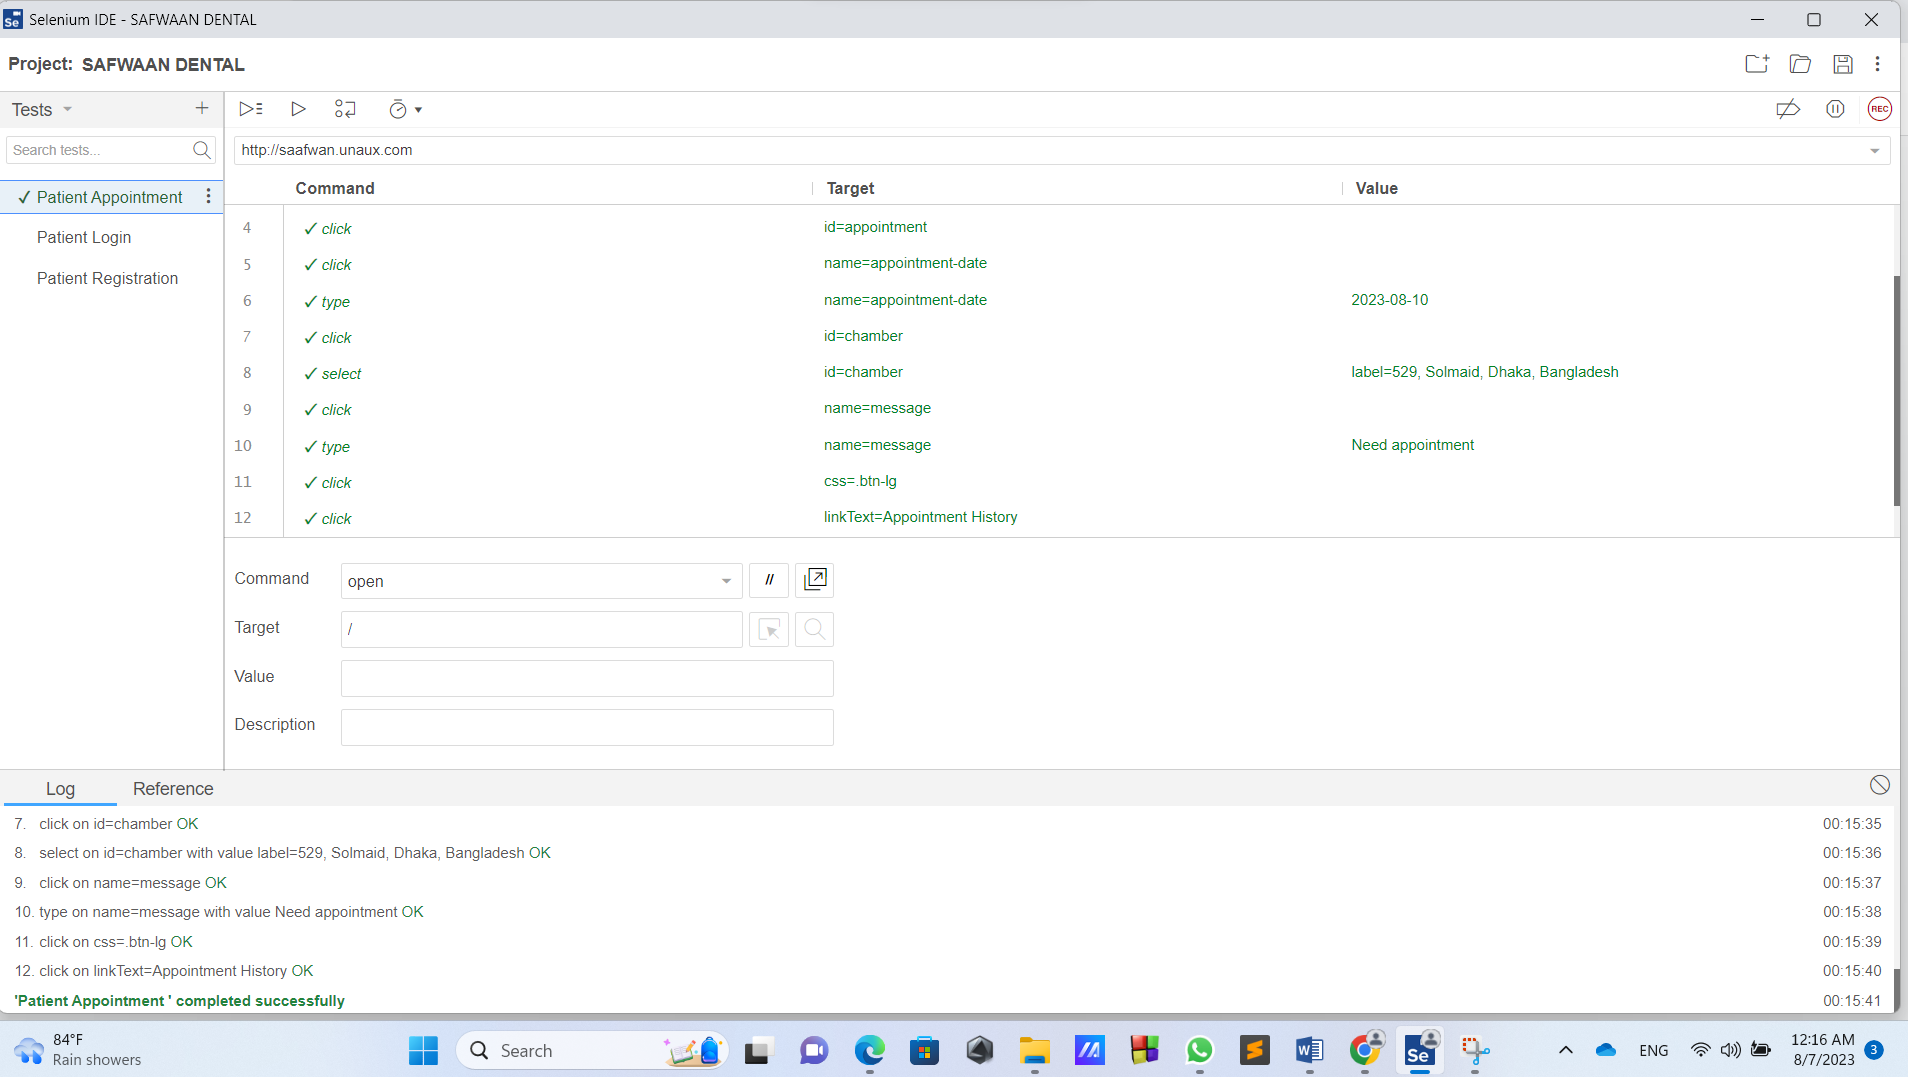 Selenium IDE - SAFWAAN DENTAL
Project: SAFWAAN DENTAL
Tests
REC
Search tests...
http://saafwan.unaux.com
Command Target Value
✓ Patient Appointment
Patient Login
Patient Registration
4 ✓ click id=appointment
5 ✓ click name=appointment-date
6 ✓ type name=appointment-date 2023-08-10
7 ✓ click id=chamber
8 ✓ select id=chamber label=529, Solmaid, Dhaka, Bangladesh
9 ✓ click name=message
10 ✓ type name=message Need appointment
11 ✓ click css=.btn-lg
12 ✓ click linkText=Appointment History
Command open //
Target /
Value
Description
Log Reference
7. click on id=chamber OK 00:15:35
8. select on id=chamber with value label=529, Solmaid, Dhaka, Bangladesh OK 00:15:36
9. click on name=message OK 00:15:37
10. type on name=message with value Need appointment OK 00:15:38
11. click on css=.btn-lg OK 00:15:39
12. click on linkText=Appointment History OK 00:15:40
'Patient Appointment ' completed successfully 00:15:41
84°F
Rain showers
Search
Se
ENG
12:16 AM
8/7/2023
3